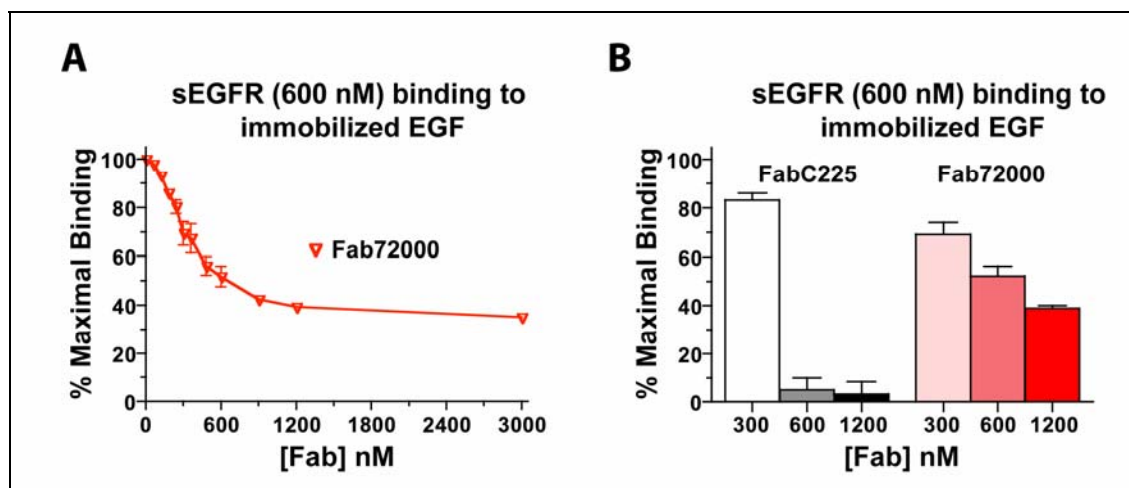 A
sEGFR (600 nM) binding to
immobilized EGF
% Maximal Binding
100
80
60
40
20
0
Fab72000
0 600 1200 1800 2400 3000
[Fab] nM
B
sEGFR (600 nM) binding to
immobilized EGF
% Maximal Binding
100
80
60
40
20
0
FabC225 Fab72000
300 600 1200 300 600 1200
[Fab] nM